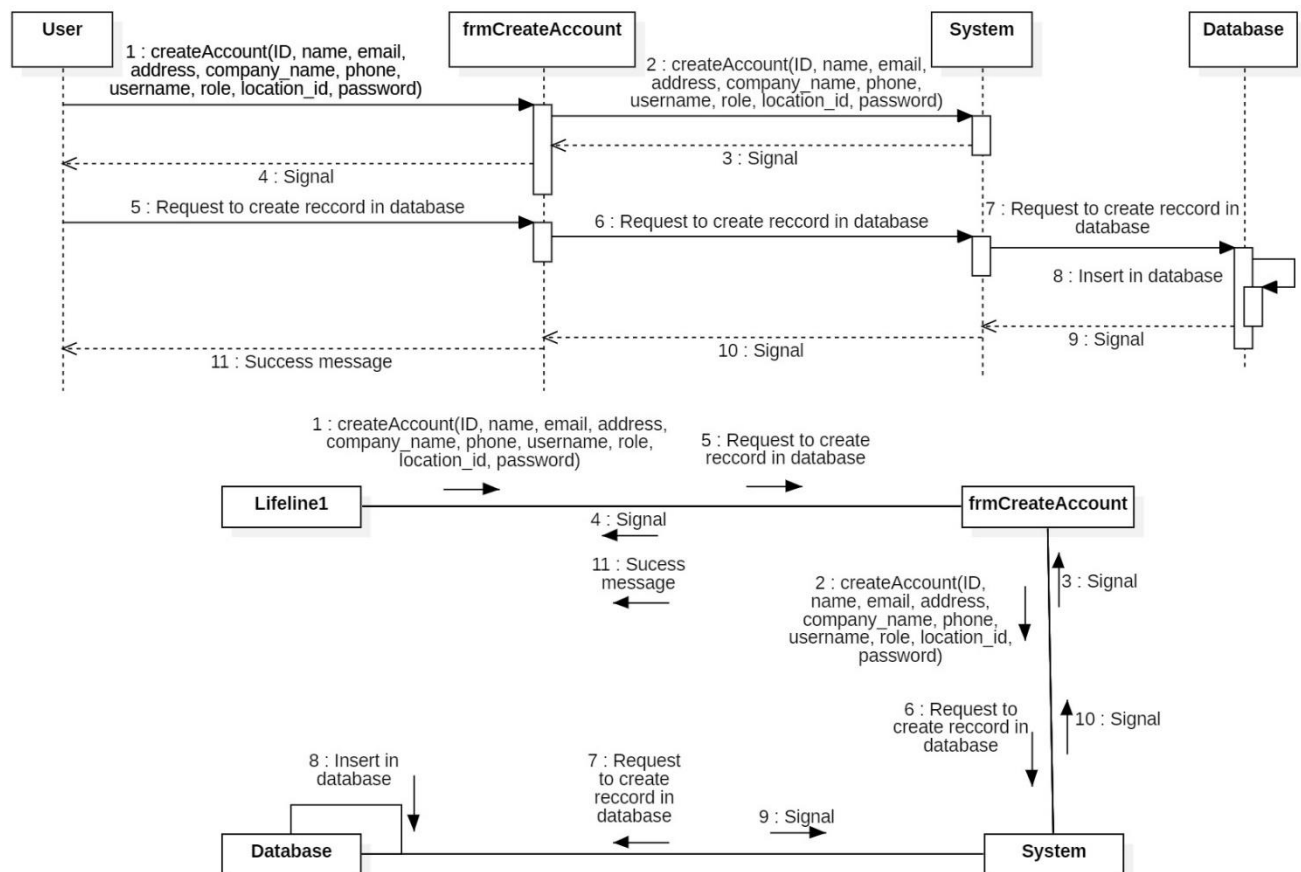 User
frmCreateAccount
System
Database
1 : createAccount(ID, name, email,
address, company_name, phone,
username, role, location_id, password)
2 : createAccount(ID, name, email,
address, company_name, phone,
username, role, location_id, password)
3 : Signal
4 : Signal
5 : Request to create reccord in database
6 : Request to create reccord in database
7 : Request to create reccord in
database
8 : Insert in database
9 : Signal
10 : Signal
11 : Success message
1 : createAccount(ID, name, email, address,
company_name, phone, username, role,
location_id, password)
5 : Request to create
reccord in database
Lifeline1
frmCreateAccount
4 : Signal
11 : Sucess
message
2 : createAccount(ID,
name, email, address,
company_name, phone,
username, role, location_id,
password)
3 : Signal
6 : Request to
create reccord in
database
10 : Signal
8 : Insert in
database
7 : Request
to create
reccord in
database
9 : Signal
Database
System